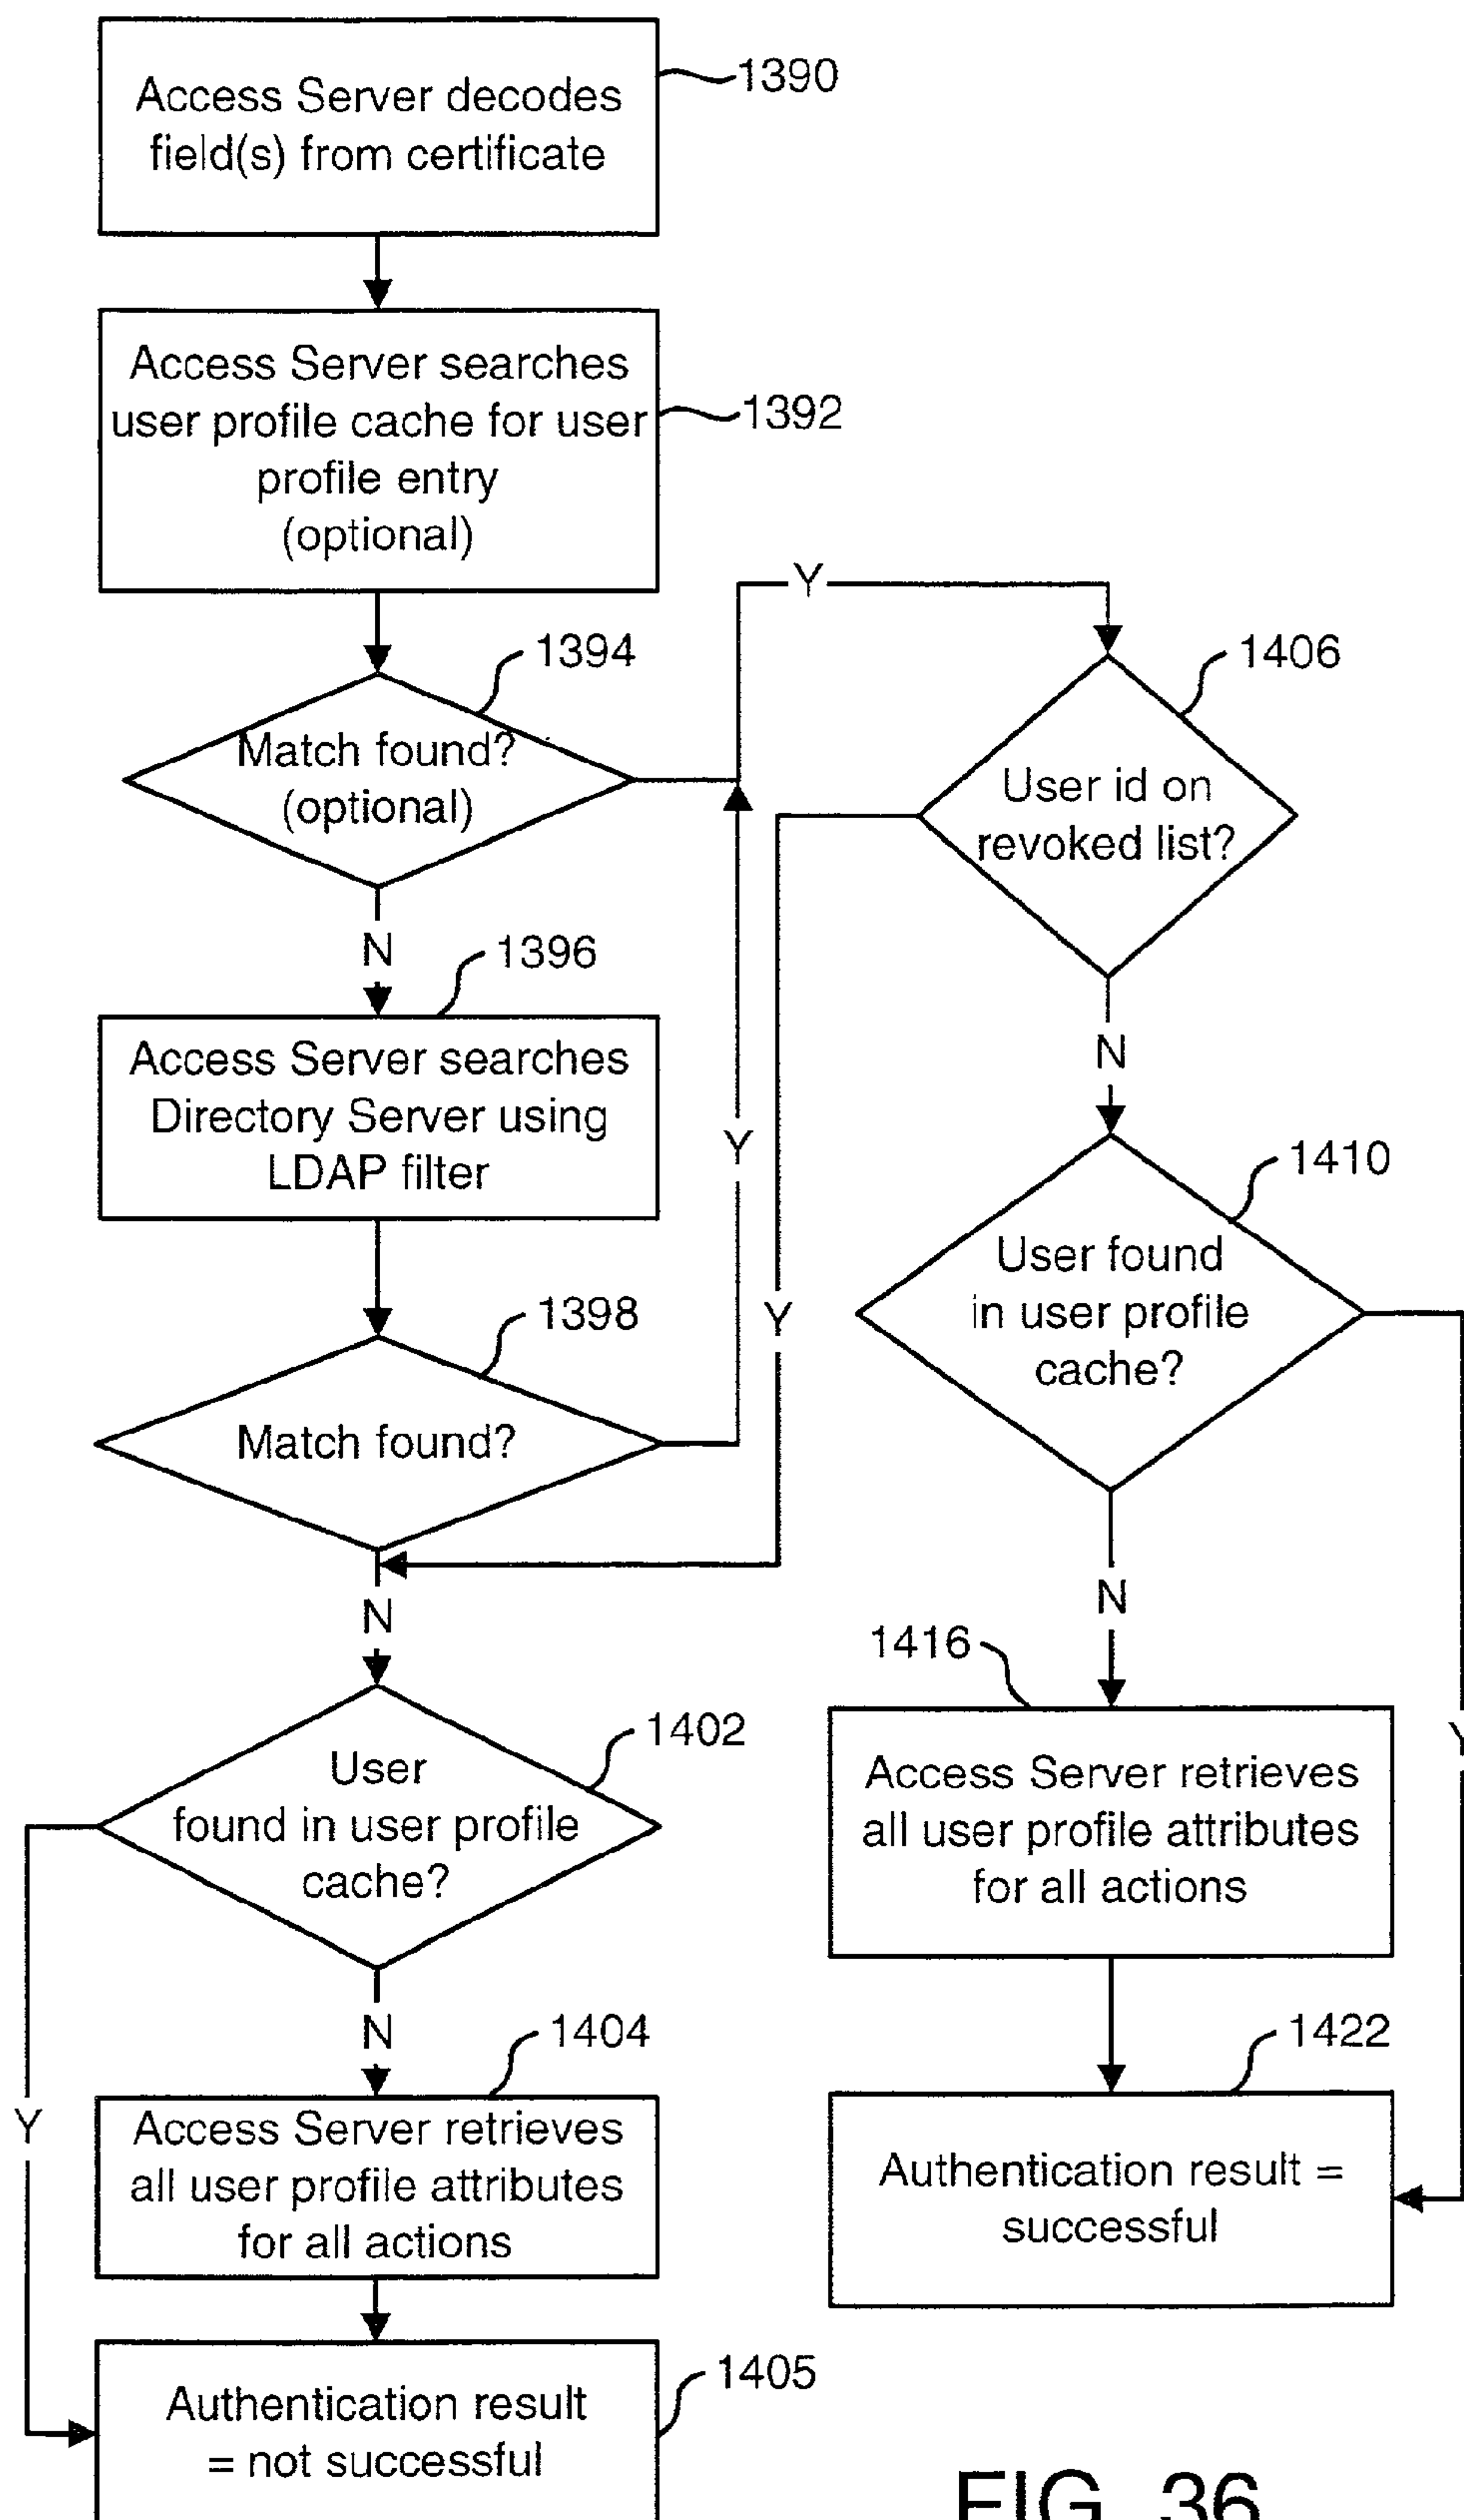 Access Server decodes
field(s) from certificate
1390
Access Server searches
user profile cache for user
profile entry
(optional)
1392
Y
1394
Match found?
(optional)
1406
User id on
revoked list?
N
1396
Access Server searches
Directory Server using
LDAP filter
N
Y
1410
User found
in user profile
cache?
1398
Match found?
Y
N
N
1416
1402
User
found in user profile
cache?
Access Server retrieves
all user profile attributes
for all actions
Y
N
1404
Access Server retrieves
all user profile attributes
for all actions
Y
1422
Authentication result =
successful
1405
Authentication result
= not successful
FIG. 36